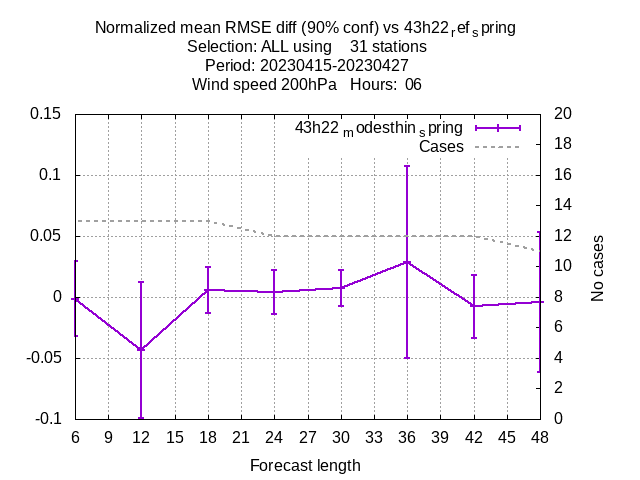 Normalized mean RMSE diff (90% conf) vs 43h22ref spring
Selection: ALL using 31 stations
Period: 20230415-20230427
Wind speed 200hPa Hours: 06
43h22modesthinspring
Cases
0.15
0.1
0.05
0
-0.05
-0.1
20
18
16
14
12
10
8
6
4
2
0
No cases
6 9 12 15 18 21 24 27 30 33 36 39 42 45 48
Forecast length